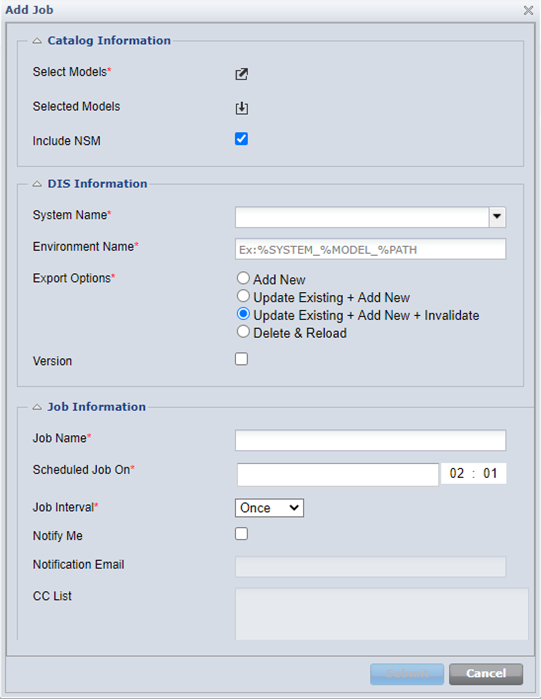 Add Job
Catalog Information
Select Models*
Selected Models
Include NSM
DIS Information
System Name*
Environment Name*
Ex:%SYSTEM_%MODEL_%PATH
Export Options*
Add New
Update Existing + Add New
Update Existing + Add New + Invalidate
Delete & Reload
Version
Job Information
Job Name*
Scheduled Job On*
02 : 01
Job Interval*
Once
Notify Me
Notification Email
CC List
Cancel